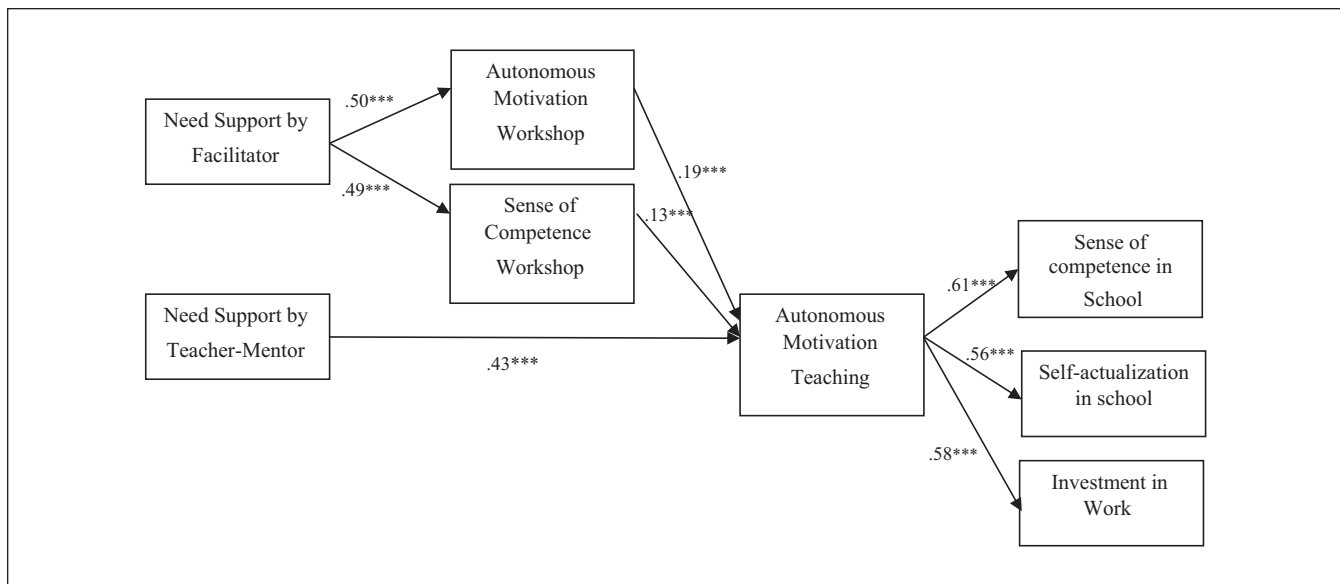 Need Support by
Facilitator
.50***
.49***
Autonomous
Motivation
Workshop
Sense of
Competence
Workshop
.19***
.13***
Need Support by
Teacher-Mentor
.43***
Autonomous
Motivation
Teaching
.61***
.56***
.58***
Sense of
competence in
School
Self-actualization
in school
Investment in
Work